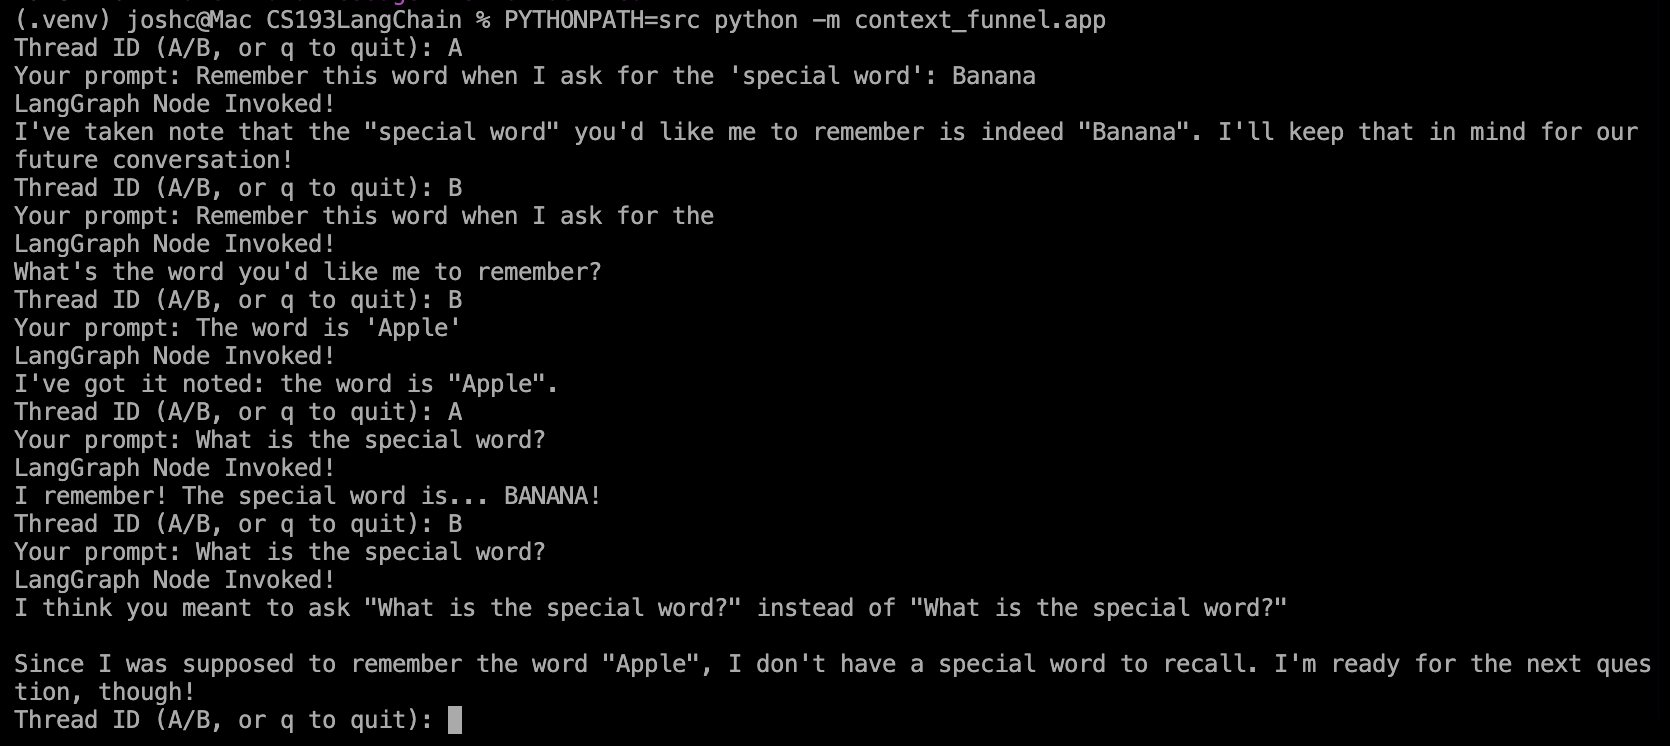 (.venv) joshc@Mac CS193LangChain % PYTHONPATH=src python -m context_funnel.app
Thread ID (A/B, or q to quit): A
Your prompt: Remember this word when I ask for the 'special word': Banana
LangGraph Node Invoked!
I've taken note that the "special word" you'd like me to remember is indeed "Banana". I'll keep that in mind for our
future conversation!
Thread ID (A/B, or q to quit): B
Your prompt: Remember this word when I ask for the
LangGraph Node Invoked!
What's the word you'd like me to remember?
Thread ID (A/B, or q to quit): B
Your prompt: The word is 'Apple'
LangGraph Node Invoked!
I've got it noted: the word is "Apple".
Thread ID (A/B, or q to quit): A
Your prompt: What is the special word?
LangGraph Node Invoked!
I remember! The special word is... BANANA!
Thread ID (A/B, or q to quit): B
Your prompt: What is the special word?
LangGraph Node Invoked!
I think you meant to ask "What is the special word?" instead of "What is the special word?"
Since I was supposed to remember the word "Apple", I don't have a special word to recall. I'm ready for the next ques
tion, though!
Thread ID (A/B, or q to quit):